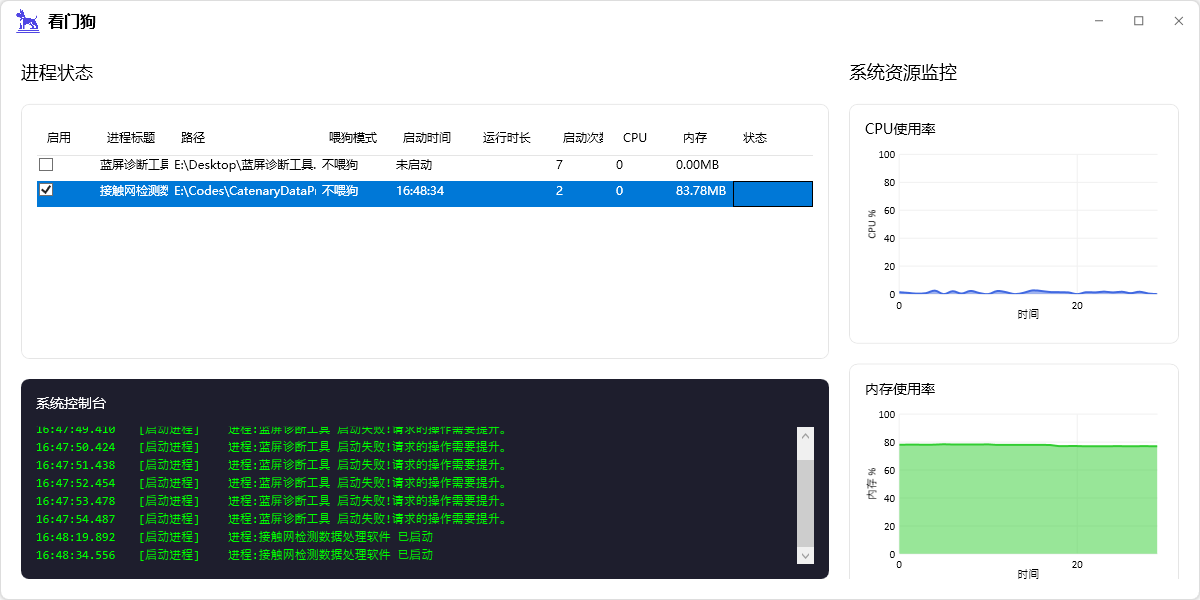 看门狗
进程状态
启用 进程标题 路径 喂狗模式 启动时间 运行时长 启动次 CPU 内存 状态
蓝屏诊断工具 E:\Desktop\蓝屏诊断工具. 不喂狗 未启动 7 0 0.00MB
接触网检测数 E:\Codes\CatenaryDataPr 不喂狗 16:48:34 2 0 83.78MB
系统控制台
16:47:49.410 [启动进程] 进程:蓝屏诊断工具 启动失败!请求的操作需要提升。
16:47:50.424 [启动进程] 进程:蓝屏诊断工具 启动失败!请求的操作需要提升。
16:47:51.438 [启动进程] 进程:蓝屏诊断工具 启动失败!请求的操作需要提升。
16:47:52.454 [启动进程] 进程:蓝屏诊断工具 启动失败!请求的操作需要提升。
16:47:53.478 [启动进程] 进程:蓝屏诊断工具 启动失败!请求的操作需要提升。
16:47:54.487 [启动进程] 进程:蓝屏诊断工具 启动失败!请求的操作需要提升。
16:48:19.892 [启动进程] 进程:接触网检测数据处理软件 已启动
16:48:34.556 [启动进程] 进程:接触网检测数据处理软件 已启动
系统资源监控
CPU使用率
100
80
60
40
20
0
CPU %
0 20
时间
内存使用率
100
80
60
40
20
0
内存 %
0 20
时间